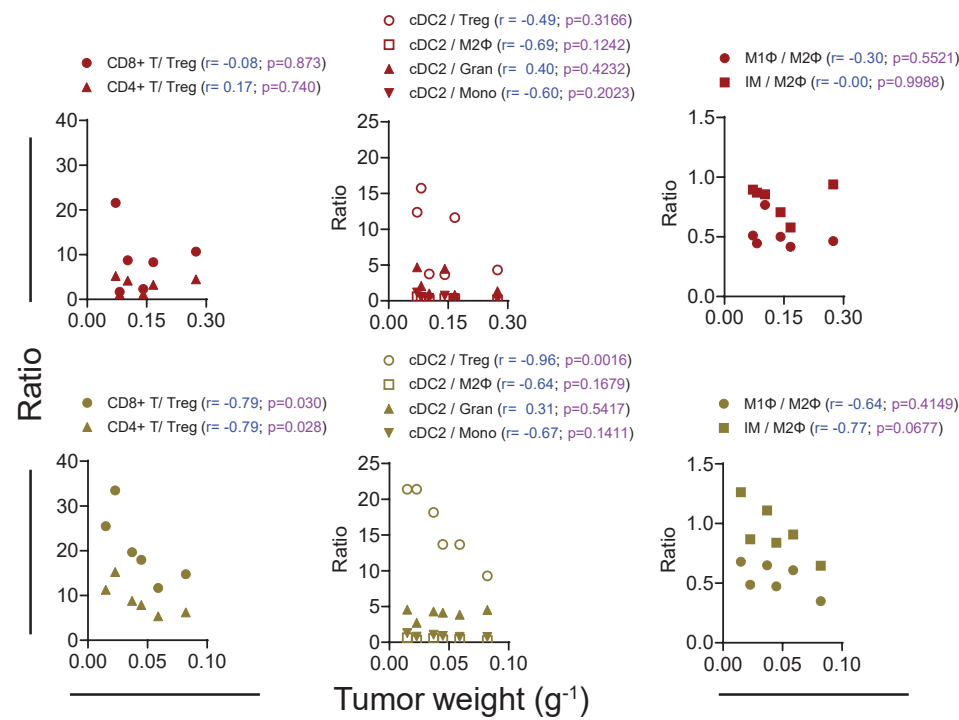 CD8+ T/ Treg (r= -0.08; p=0.873)
CD4+ T/ Treg (r= 0.17; p=0.740)
40
30
20
10
0
0.00 0.15 0.30
cDC2 / Treg (r = -0.49; p=0.3166)
cDC2 / M2Φ (r = -0.69; p=0.1242)
cDC2 / Gran (r = 0.40; p=0.4232)
cDC2 / Mono (r= -0.60; p=0.2023)
Ratio
25
20
15
10
5
0
0.00 0.15 0.30
M1Φ / M2Φ (r= -0.30; p=0.5521)
IM / M2Φ (r= -0.00; p=0.9988)
Ratio
1.5
1.0
0.5
0.0
0.00 0.15 0.30
Ratio
CD8+ T/ Treg (r= -0.79; p=0.030)
CD4+ T/ Treg (r= -0.79; p=0.028)
40
30
20
10
0
0.00 0.05 0.10
cDC2 / Treg (r = -0.96; p=0.0016)
cDC2 / M2Φ (r = -0.64; p=0.1679)
cDC2 / Gran (r = 0.31; p=0.5417)
cDC2 / Mono (r= -0.67; p=0.1411)
Ratio
25
20
15
10
5
0
0.00 0.05 0.10
M1Φ / M2Φ (r= -0.64; p=0.4149)
IM / M2Φ (r= -0.77; p=0.0677)
Ratio
1.5
1.0
0.5
0.0
0.00 0.05 0.10
Tumor weight (g⁻¹)